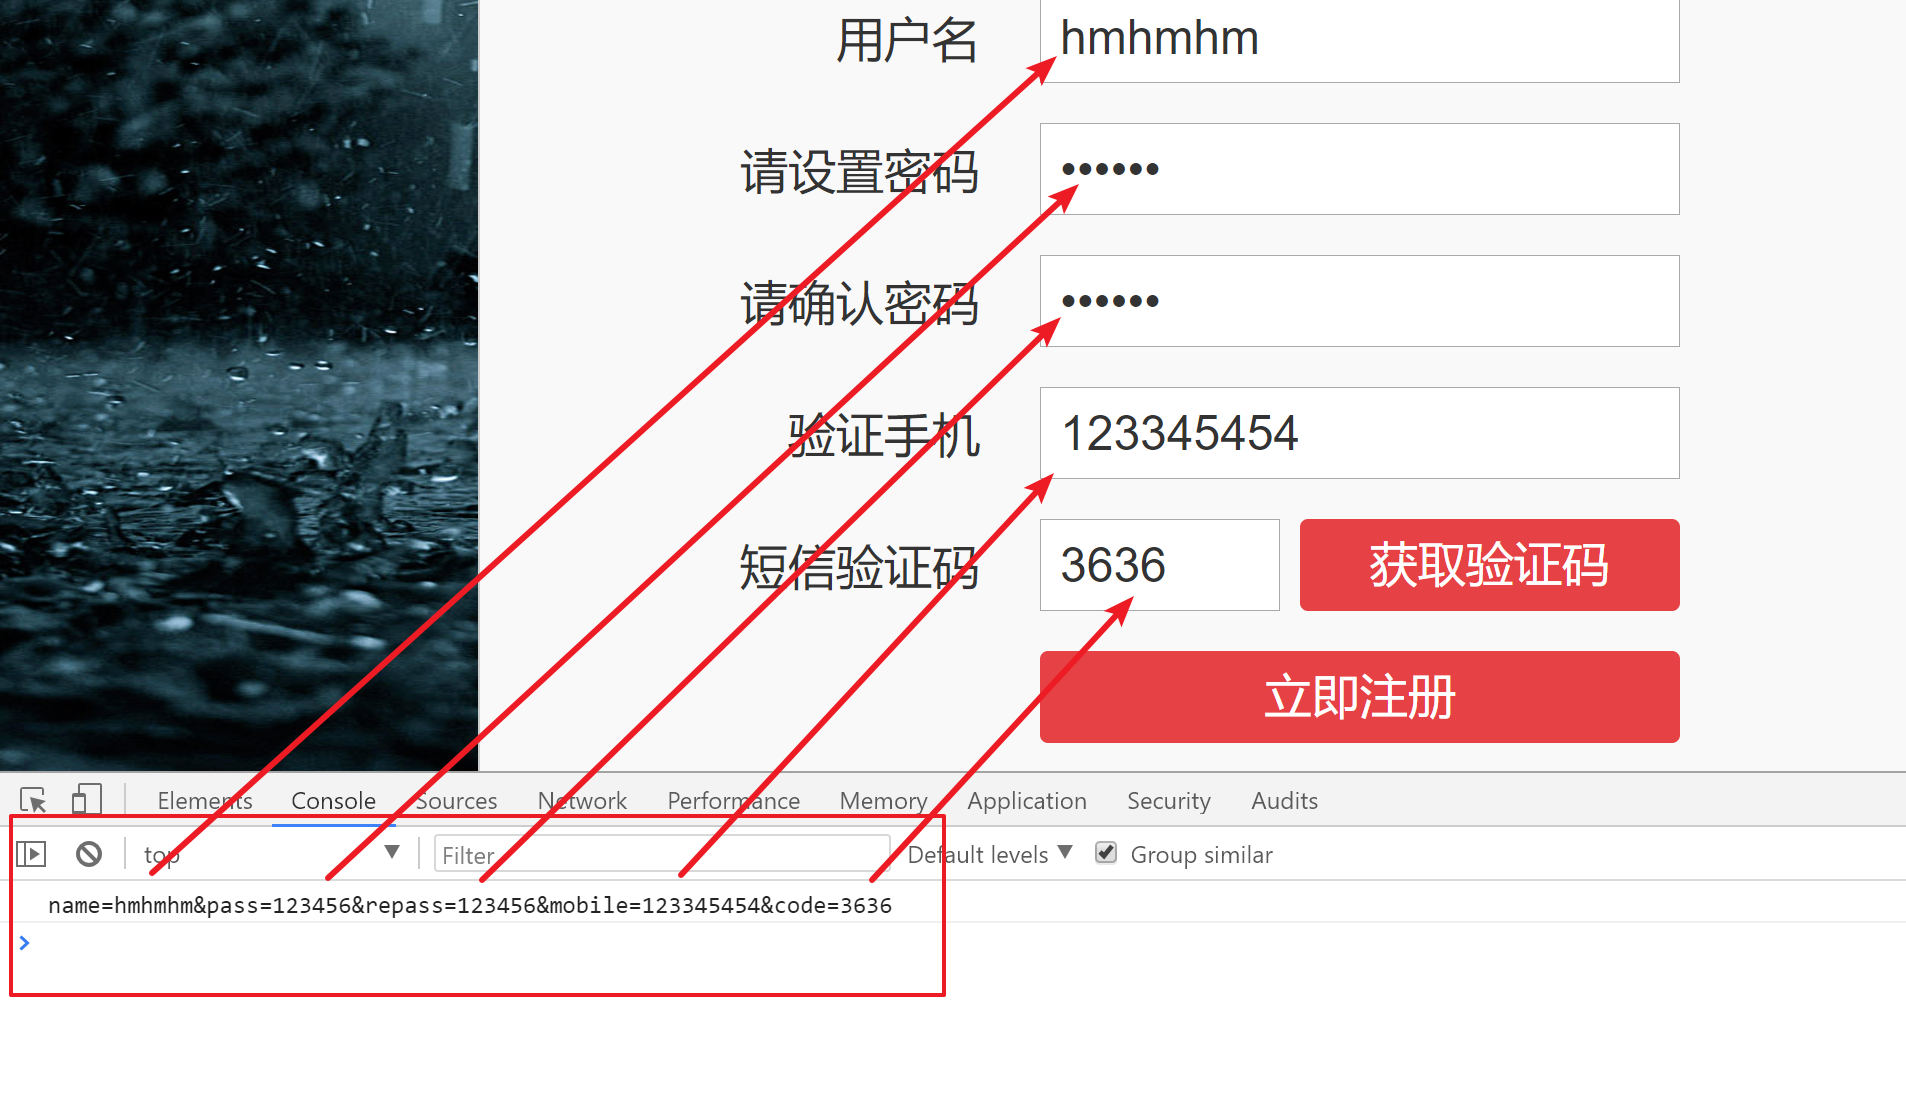 用户名 hmhmhm
请设置密码 ••••••
请确认密码 ••••••
验证手机 123345454
短信验证码 3636 获取验证码
立即注册
Elements Console Sources Network Performance Memory Application Security Audits
top Filter Default levels Group similar
name=hmhmhm&pass=123456&repass=123456&mobile=123345454&code=3636